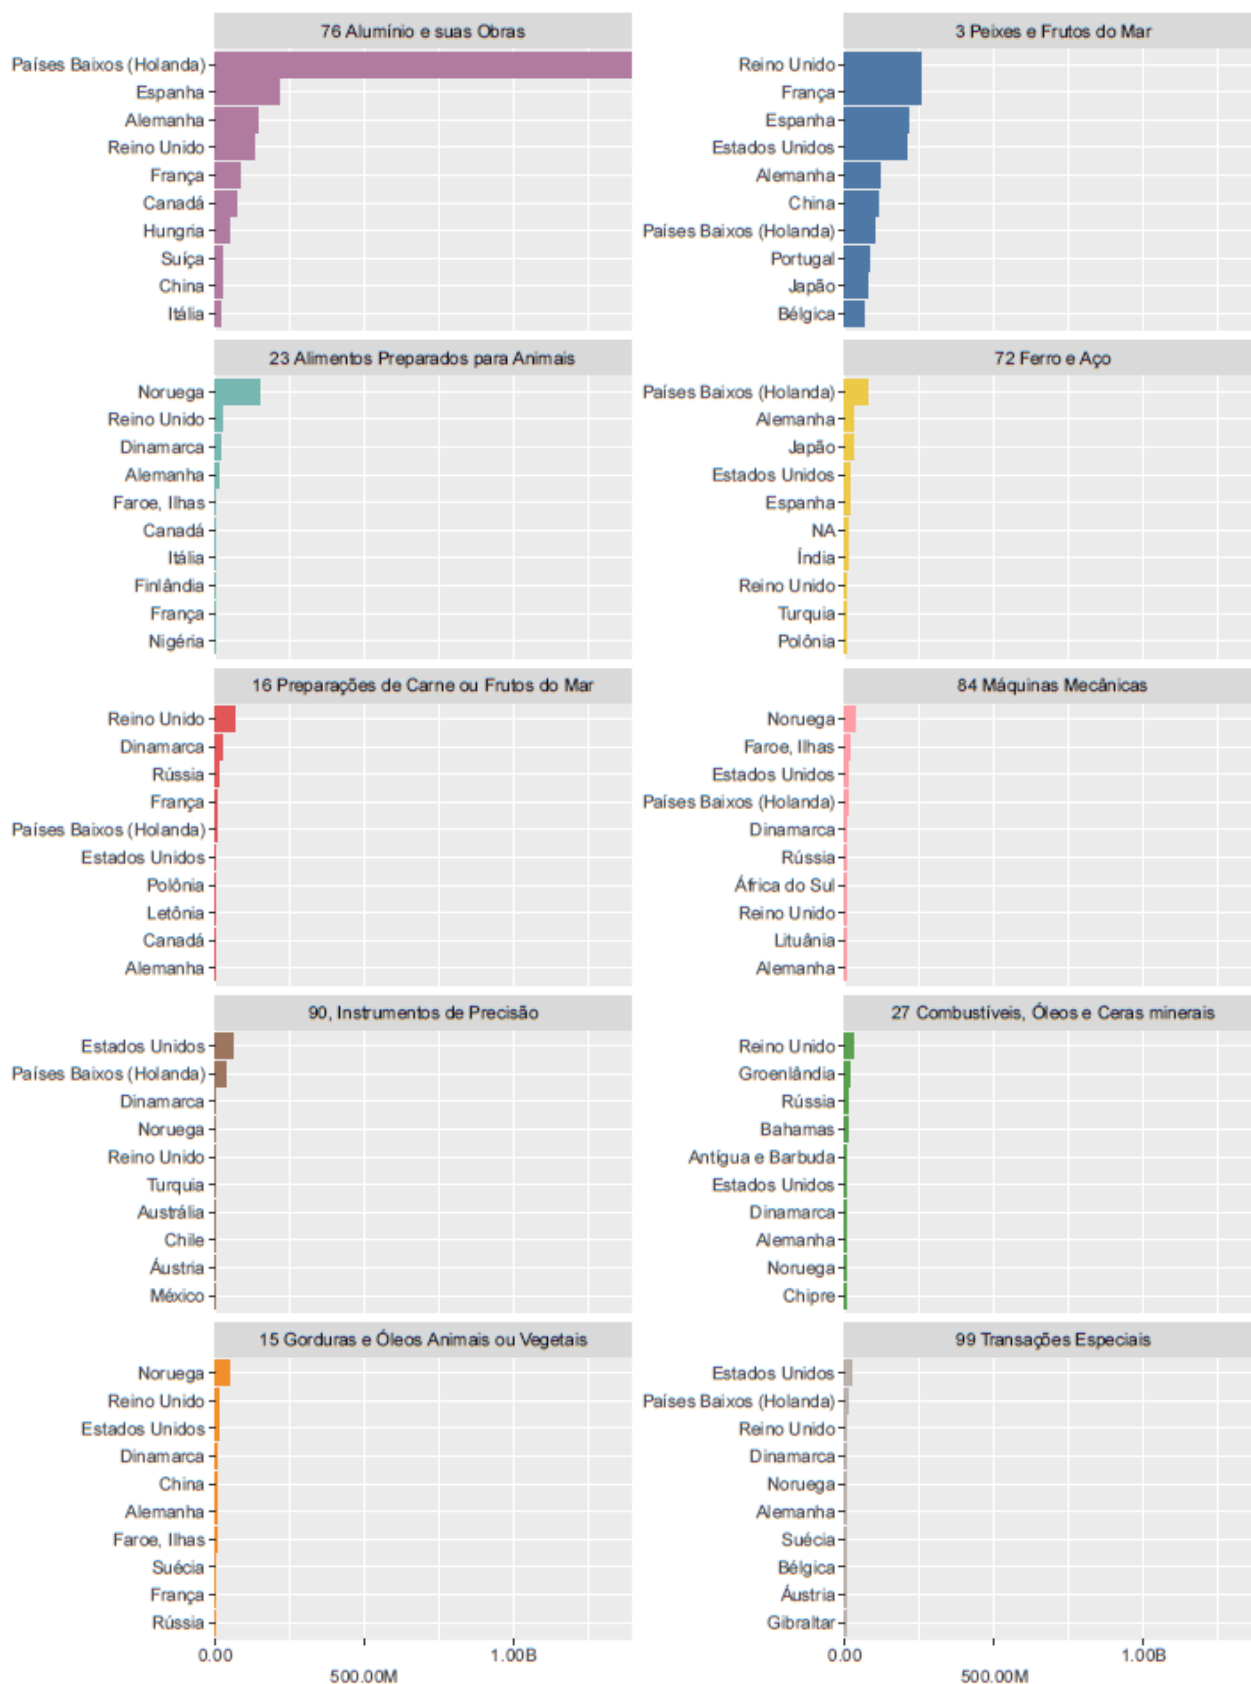 76 Alumínio e suas Obras
Países Baixos (Holanda)
Espanha
Alemanha
Reino Unido
França
Canadá
Hungria
Suíça
China
Itália
3 Peixes e Frutos do Mar
Reino Unido
França
Espanha
Estados Unidos
Alemanha
China
Países Baixos (Holanda)
Portugal
Japão
Bélgica
23 Alimentos Preparados para Animais
Noruega
Reino Unido
Dinamarca
Alemanha
Faroe, Ilhas
Canadá
Itália
Finlândia
França
Nigéria
72 Ferro e Aço
Países Baixos (Holanda)
Alemanha
Japão
Estados Unidos
Espanha
NA
Índia
Reino Unido
Turquia
Polônia
16 Preparações de Carne ou Frutos do Mar
Reino Unido
Dinamarca
Rússia
França
Países Baixos (Holanda)
Estados Unidos
Polônia
Letônia
Canadá
Alemanha
84 Máquinas Mecânicas
Noruega
Faroe, Ilhas
Estados Unidos
Países Baixos (Holanda)
Dinamarca
Rússia
África do Sul
Reino Unido
Lituânia
Alemanha
90, Instrumentos de Precisão
Estados Unidos
Países Baixos (Holanda)
Dinamarca
Noruega
Reino Unido
Turquia
Austrália
Chile
Áustria
México
27 Combustíveis, Óleos e Ceras minerais
Reino Unido
Groenlândia
Rússia
Bahamas
Antígua e Barbuda
Estados Unidos
Dinamarca
Alemanha
Noruega
Chipre
15 Gorduras e Óleos Animais ou Vegetais
Noruega
Reino Unido
Estados Unidos
Dinamarca
China
Alemanha
Faroe, Ilhas
Suécia
França
Rússia
0.00
500.00M
1.00B
99 Transações Especiais
Estados Unidos
Países Baixos (Holanda)
Reino Unido
Dinamarca
Noruega
Alemanha
Suécia
Bélgica
Áustria
Gibraltar
0.00
500.00M
1.00B